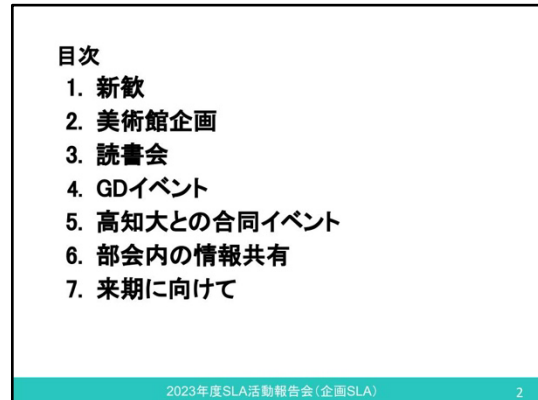 目次
1. 新歓
2. 美術館企画
3. 読書会
4. GDイベント
5. 高知大との合同イベント
6. 部会内の情報共有
7. 来期に向けて
2023年度SLA活動報告会（企画SLA） 2